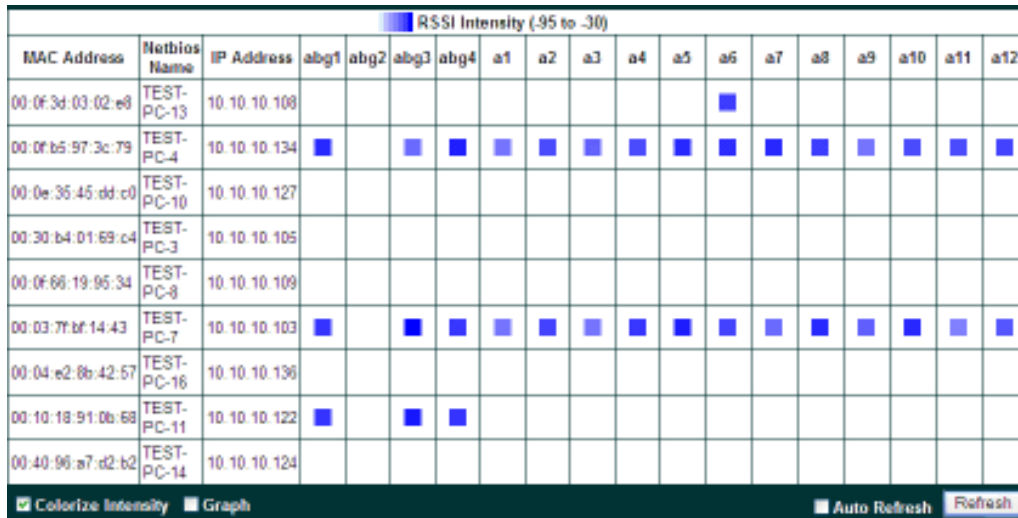 RSSI Intensity (-95 to -30)
MAC Address Netbios Name IP Address abg1 abg2 abg3 abg4 a1 a2 a3 a4 a5 a6 a7 a8 a9 a10 a11 a12
00:0f:3d:03:02:e8 TEST-PC-13 10.10.10.108
00:0f:b5:97:3c:79 TEST-PC-4 10.10.10.134
00:0e:35:45:dd:c0 TEST-PC-10 10.10.10.127
00:30:b4:01:69:c4 TEST-PC-3 10.10.10.105
00:0f:66:19:95:34 TEST-PC-8 10.10.10.109
00:03:7f:bf:14:43 TEST-PC-7 10.10.10.103
00:04:e2:8b:42:57 TEST-PC-16 10.10.10.136
00:10:18:91:0b:68 TEST-PC-11 10.10.10.122
00:40:96:a7:d2:b2 TEST-PC-14 10.10.10.124
Colorize Intensity Graph Auto Refresh Refresh